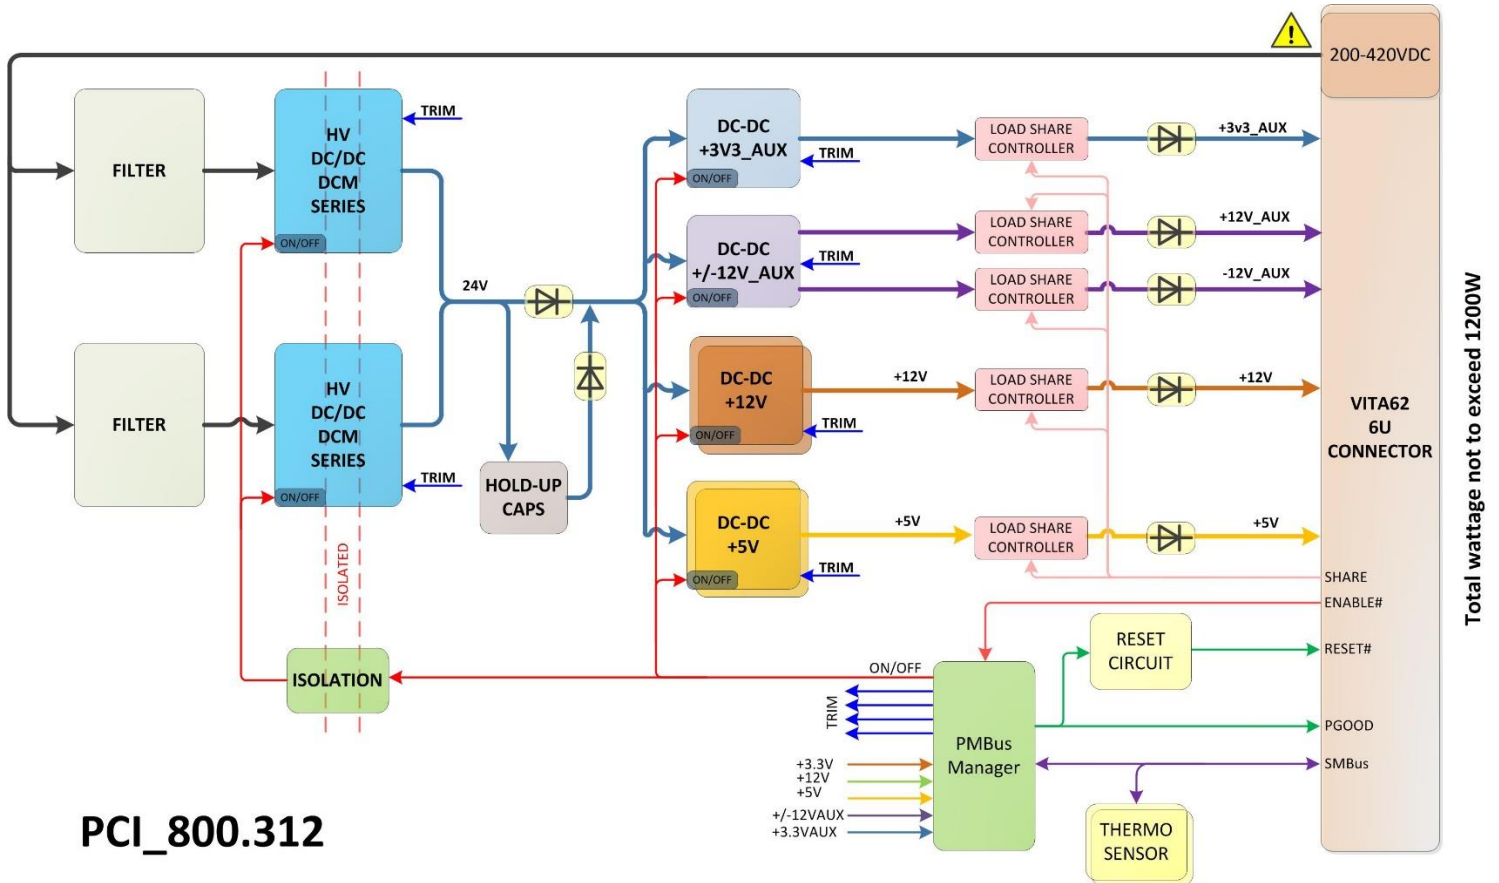 200-420VDC
FILTER
HV
DC/DC
DCM
SERIES
ON/OFF
TRIM
FILTER
HV
DC/DC
DCM
SERIES
ON/OFF
TRIM
ISOLATED
ISOLATION
24V
HOLD-UP
CAPS
DC-DC
+3V3_AUX
ON/OFF
TRIM
LOAD SHARE
CONTROLLER
+3v3_AUX
DC-DC
+/-12V_AUX
ON/OFF
TRIM
LOAD SHARE
CONTROLLER
+12V_AUX
LOAD SHARE
CONTROLLER
-12V_AUX
DC-DC
+12V
ON/OFF
TRIM
+12V
LOAD SHARE
CONTROLLER
+12V
DC-DC
+5V
ON/OFF
TRIM
+5V
LOAD SHARE
CONTROLLER
+5V
VITA62
6U
CONNECTOR
SHARE
ENABLE#
RESET#
PGOOD
SMBus
RESET
CIRCUIT
ON/OFF
TRIM
PMBus
Manager
+3.3V
+12V
+5V
+/-12VAUX
+3.3VAUX
THERMO
SENSOR
Total wattage not to exceed 1200W
PCI_800.312
!